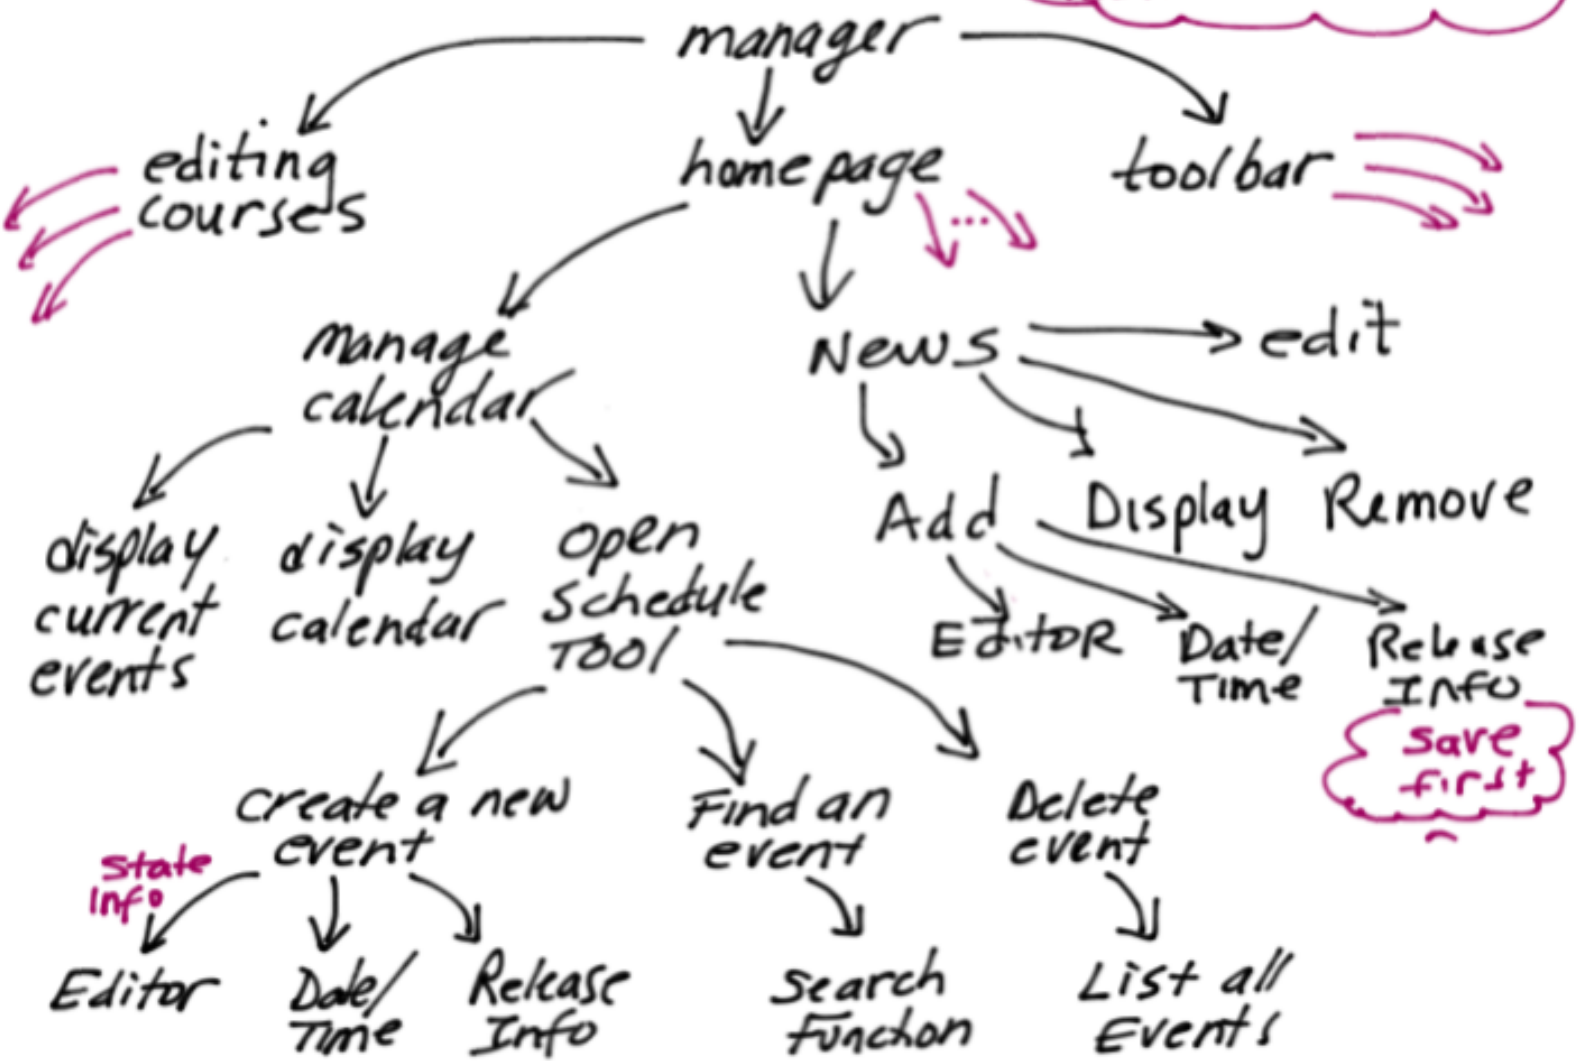 manager
editing
courses
homepage
toolbar
...
manage
calendar
News
edit
display
current
events
display
calendar
open
schedule
TOOl
Add
Display
Remove
EditoR
Date/
Time
Release
Info
save
first
create a new
event
Find an
event
Delete
event
state
Info
Editor
Date/
Time
Release
Info
search
Function
List all
Events